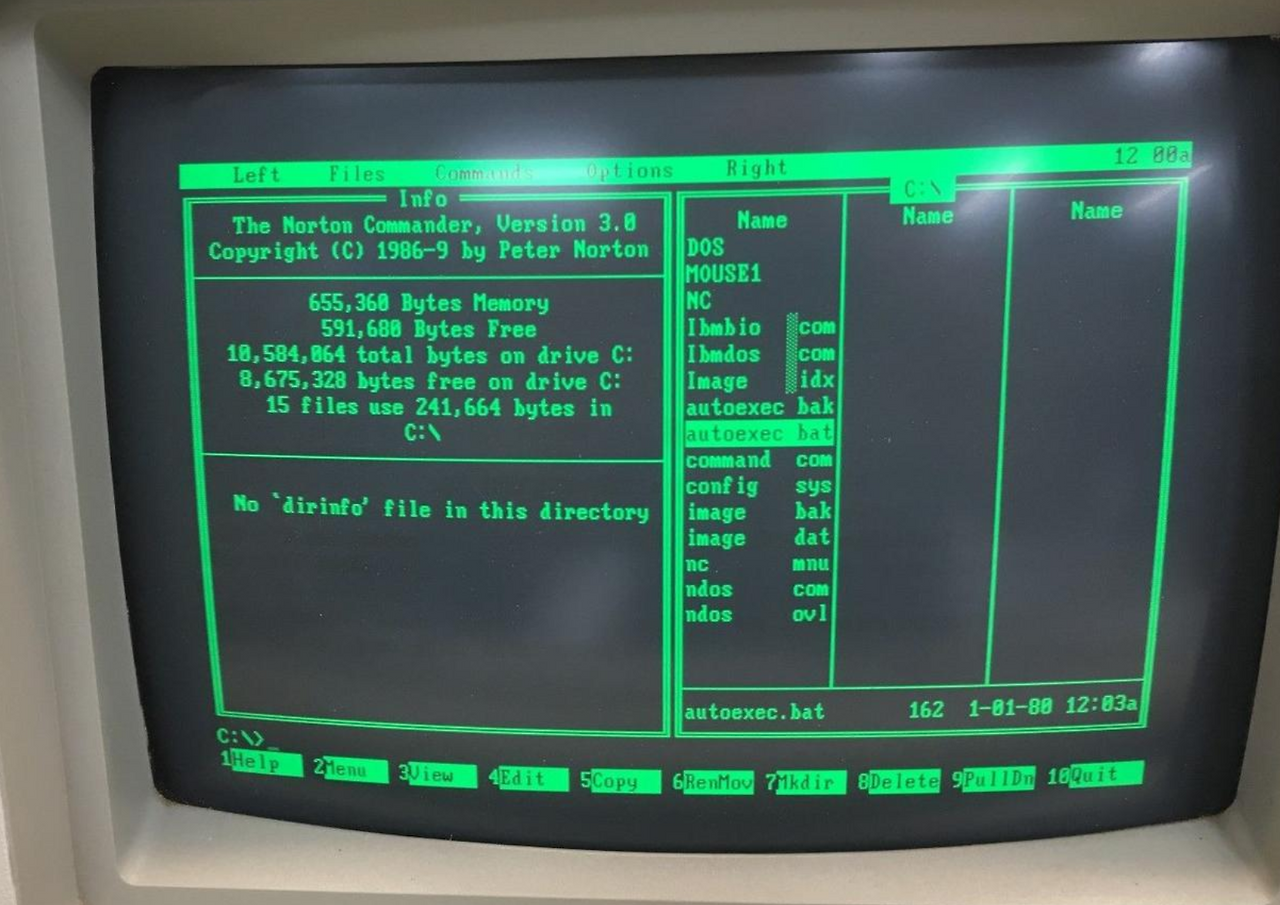 Left Files Commands Options Right 12 00a
Info
The Norton Commander, Version 3.0
Copyright (C) 1986-9 by Peter Norton
655,360 Bytes Memory
591,680 Bytes Free
10,584,064 total bytes on drive C:
8,675,328 bytes free on drive C:
15 files use 241,664 bytes in
C:\
No `dirinfo' file in this directory
C:\
Name Name Name
DOS
MOUSE1
NC
Ibmbio com
Ibmdos com
Image idx
autoexec bak
autoexec bat
command com
config sys
image bak
image dat
nc mnu
ndos com
ndos ovl
autoexec.bat 162 1-01-80 12:03a
C:\>_
1Help 2Menu 3View 4Edit 5Copy 6RenMov 7Mkdir 8Delete 9PullDn 10Quit